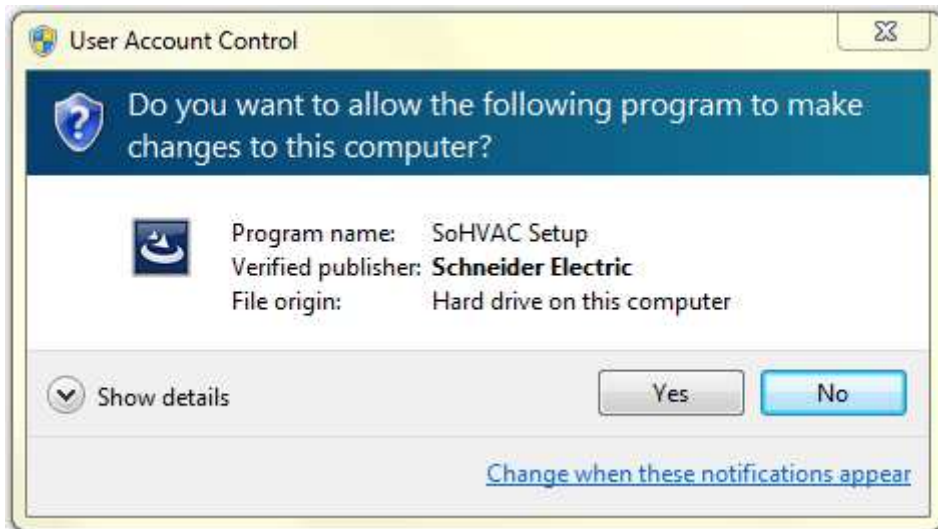 User Account Control
Do you want to allow the following program to make
changes to this computer?
Program name: SoHVAC Setup
Verified publisher: Schneider Electric
File origin: Hard drive on this computer
Show details
Yes
No
Change when these notifications appear